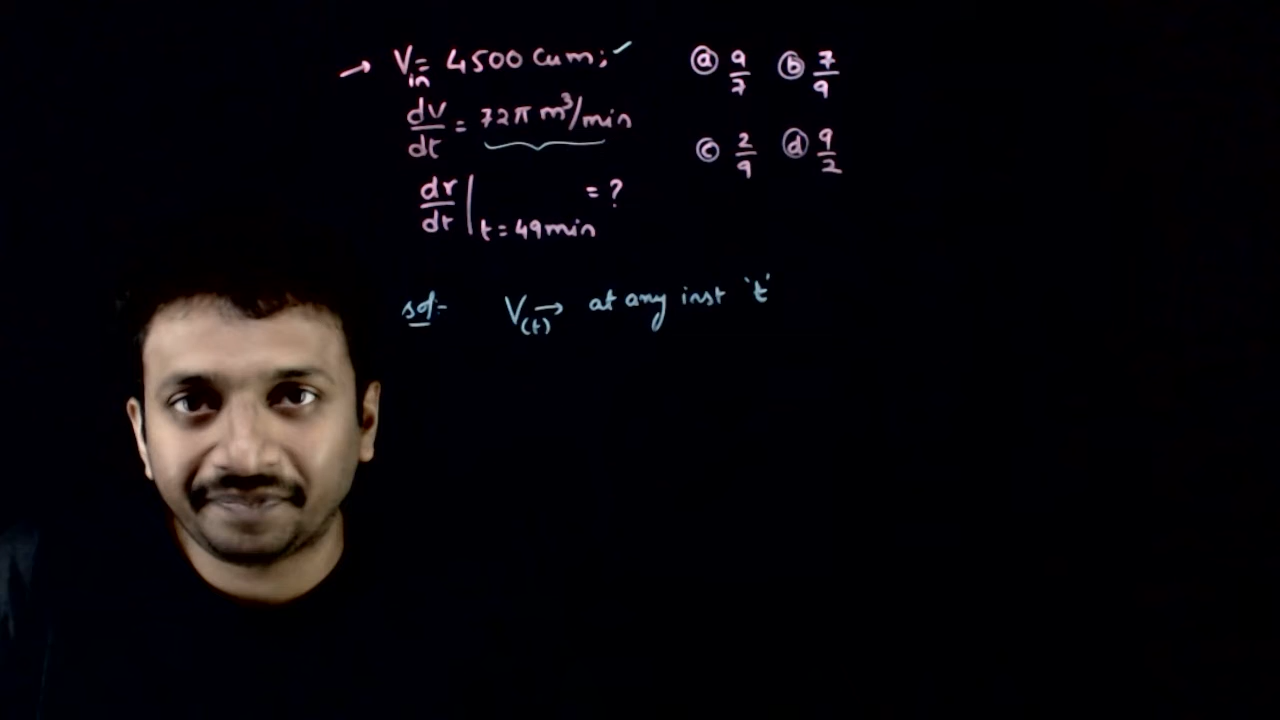 → V_in = 4500 Cum; ✓
dV/dt = 72π m³/min
dr/dt |t=49min = ?
ⓐ 9/7 ⓑ 7/9
ⓒ 2/9 ⓓ 9/2
sol:- V(t) → at any inst 't'